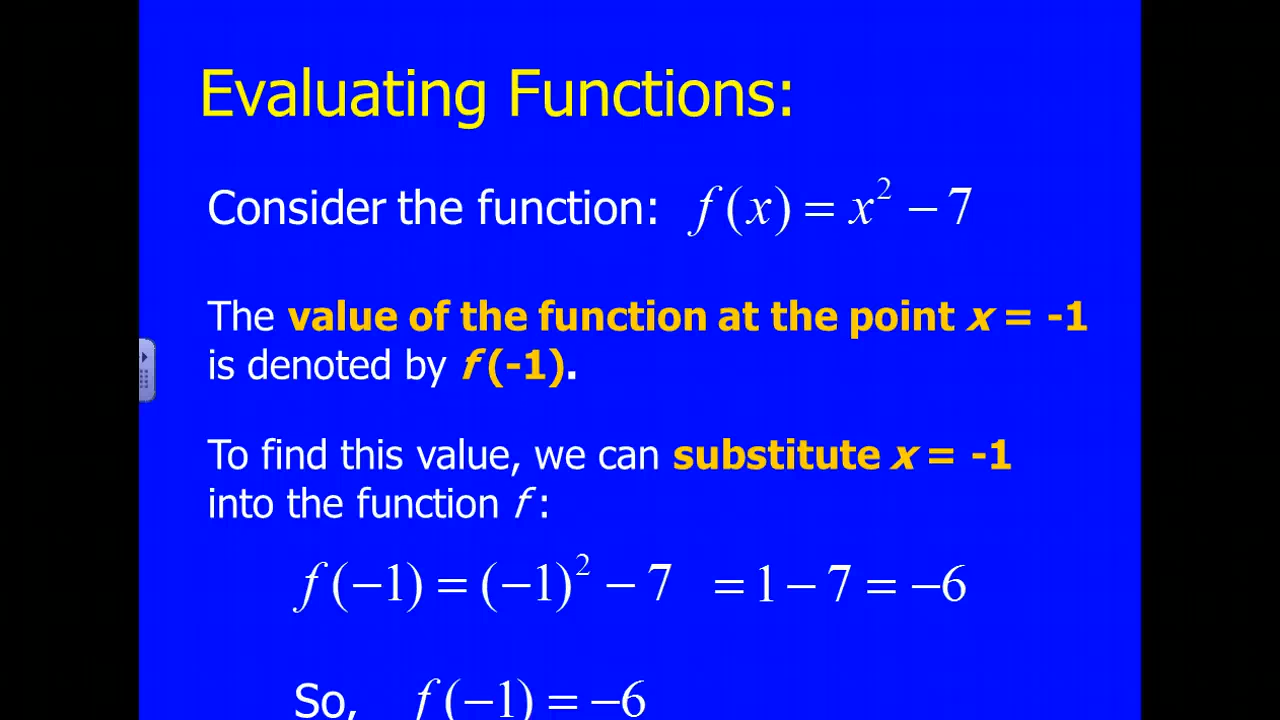 Evaluating Functions:
Consider the function: f(x) = x² − 7
The value of the function at the point x = -1
is denoted by f(-1).
To find this value, we can substitute x = -1
into the function f :
f(−1) = (−1)² − 7 = 1 − 7 = −6
So, f(−1) = −6